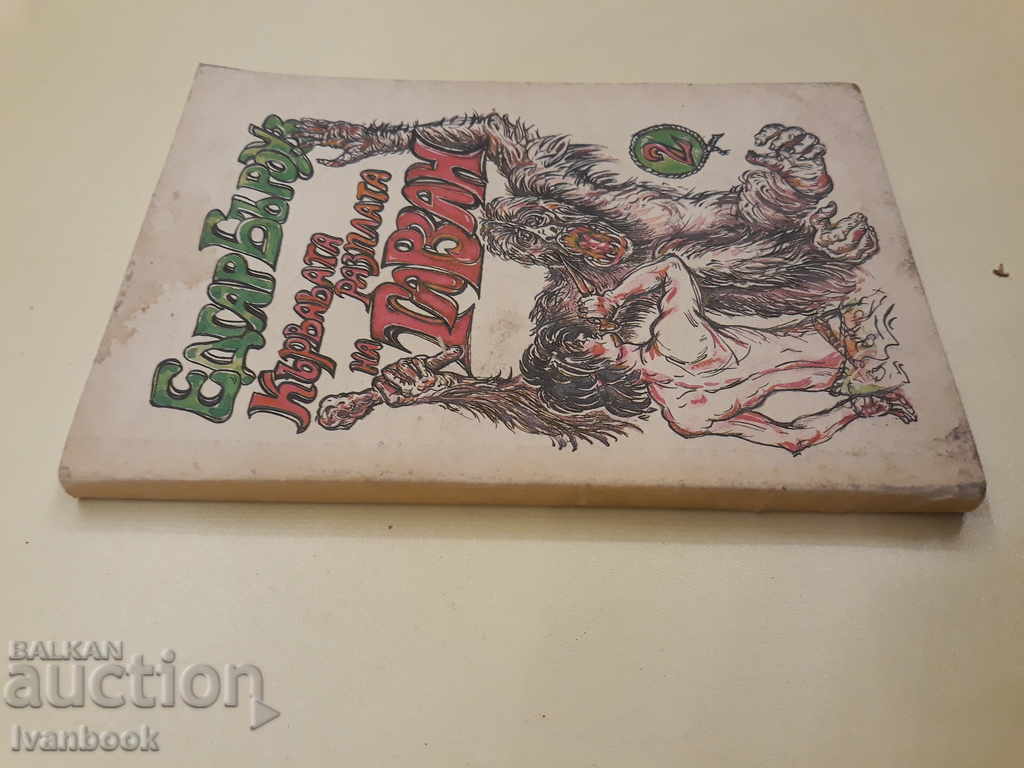 ЕДГАР БЪРОУЗ
КЪРВАВАТА
РАЗПЛАТА
НА ТАРЗАН
2
BALKAN
auction
Ivanbook